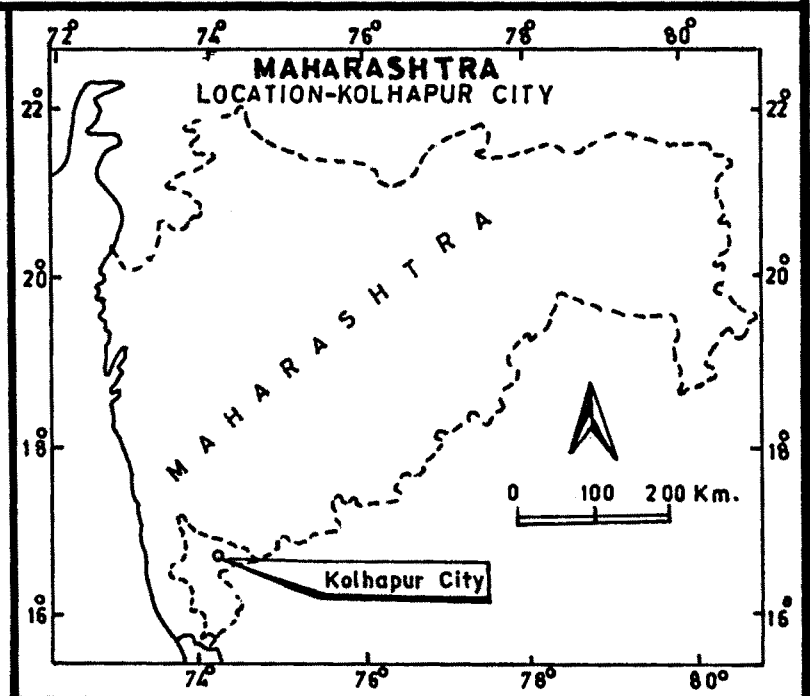 72° 74° 76° 78° 80°
MAHARASHTRA
LOCATION-KOLHAPUR CITY
22° 22°
MAHARASHTRA
20° 20°
18° 18°
0 100 200 Km.
Kolhapur City
16° 16°
74° 76° 78° 80°